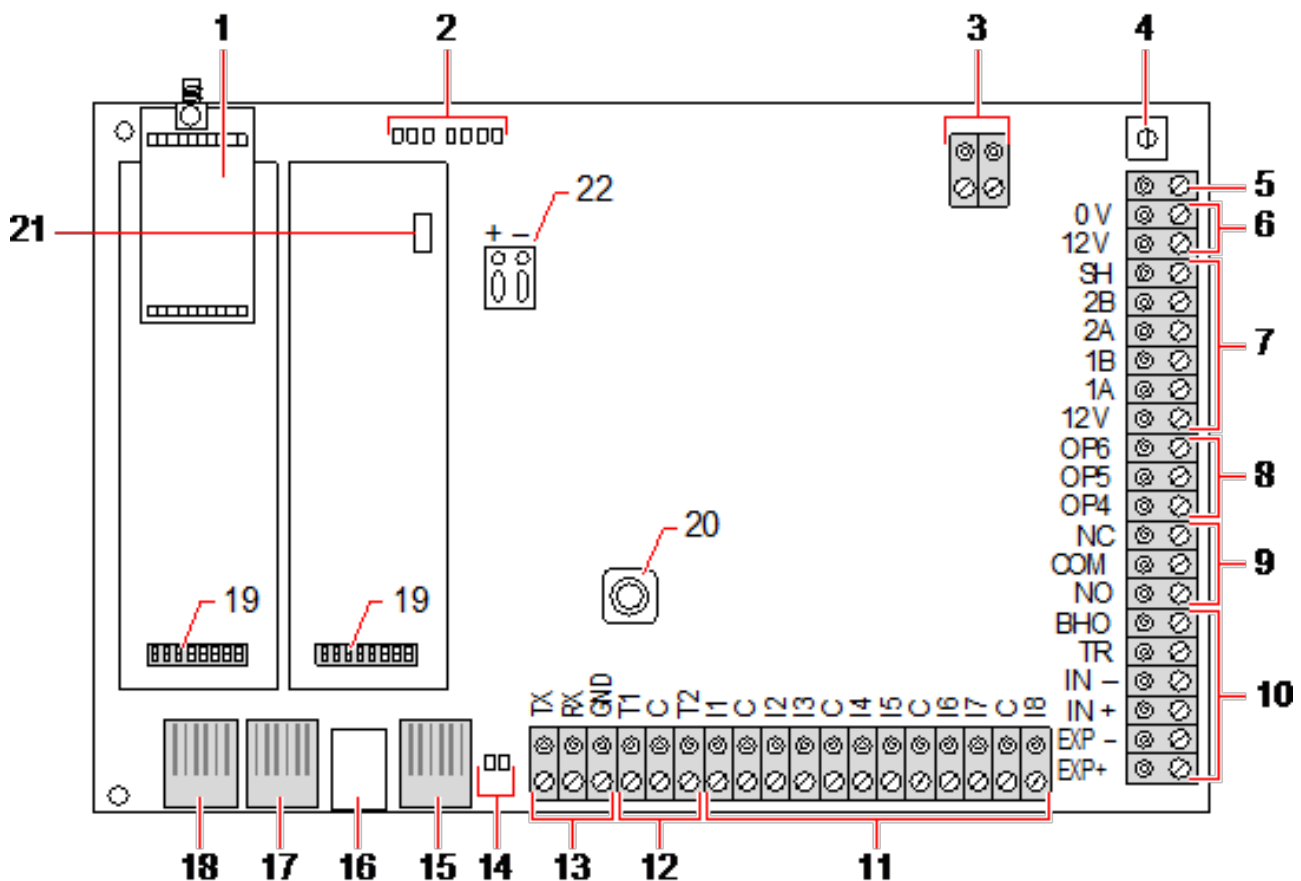 1 2 3 4
5
0 V 6
12V
21 22
+ −
SH
2B
2A 7
1B
1A
12V
OP6
OP5 8
OP4
20 NC
COM 9
19 19 NO
BHO
TR
IN − 10
IN +
EXP −
EXP+
TX RX GND T1 C T2 I1 C I2 I3 C I4 I5 C I6 I7 C I8
18 17 16 15 14 13 12 11